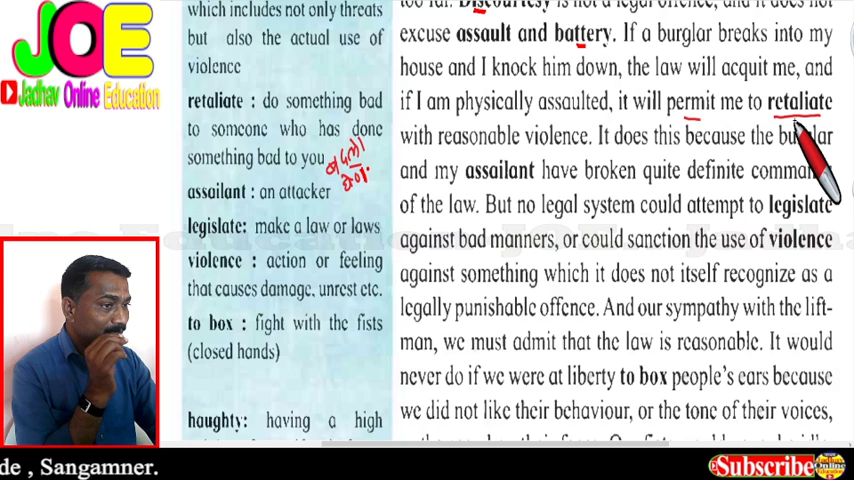 JOE
Jadhav Online Education
which includes not only threats
but also the actual use of
violence
retaliate : do something bad
to someone who has done
something bad to you
assailant : an attacker
legislate: make a law or laws
violence : action or feeling
that causes damage, unrest etc.
to box : fight with the fists
(closed hands)
haughty: having a high
too far. Discourtesy is not a legal offence, and it does not
excuse assault and battery. If a burglar breaks into my
house and I knock him down, the law will acquit me, and
if I am physically assaulted, it will permit me to retaliate
with reasonable violence. It does this because the burglar
and my assailant have broken quite definite
of the law. But no legal system could attempt to legislate
against bad manners, or could sanction the use of violence
against something which it does not itself recognize as a
legally punishable offence. And our sympathy with the lift-
man, we must admit that the law is reasonable. It would
never do if we were at liberty to box people's ears because
we did not like their behaviour, or the tone of their voices,
de , Sangamner.
Subscribe